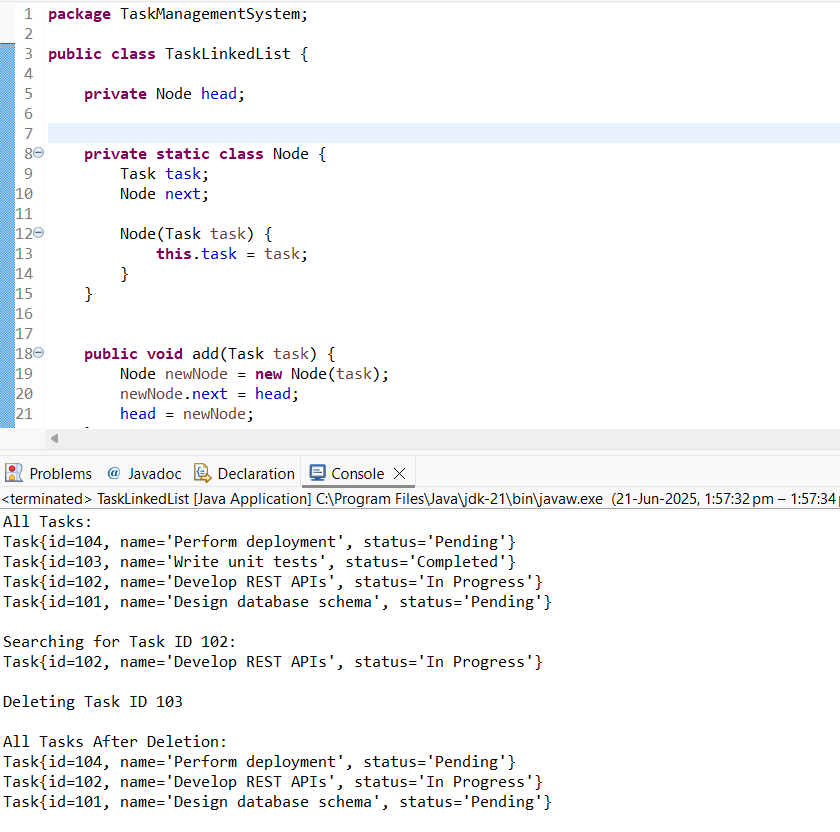 1 package TaskManagementSystem;
2
3 public class TaskLinkedList {
4
5     private Node head;
6
7
8     private static class Node {
9         Task task;
10         Node next;
11
12         Node(Task task) {
13             this.task = task;
14         }
15     }
16
17
18     public void add(Task task) {
19         Node newNode = new Node(task);
20         newNode.next = head;
21         head = newNode;
Problems @ Javadoc Declaration Console
<terminated> TaskLinkedList [Java Application] C:\Program Files\Java\jdk-21\bin\javaw.exe (21-Jun-2025, 1:57:32 pm – 1:57:34
All Tasks:
Task{id=104, name='Perform deployment', status='Pending'}
Task{id=103, name='Write unit tests', status='Completed'}
Task{id=102, name='Develop REST APIs', status='In Progress'}
Task{id=101, name='Design database schema', status='Pending'}

Searching for Task ID 102:
Task{id=102, name='Develop REST APIs', status='In Progress'}

Deleting Task ID 103

All Tasks After Deletion:
Task{id=104, name='Perform deployment', status='Pending'}
Task{id=102, name='Develop REST APIs', status='In Progress'}
Task{id=101, name='Design database schema', status='Pending'}